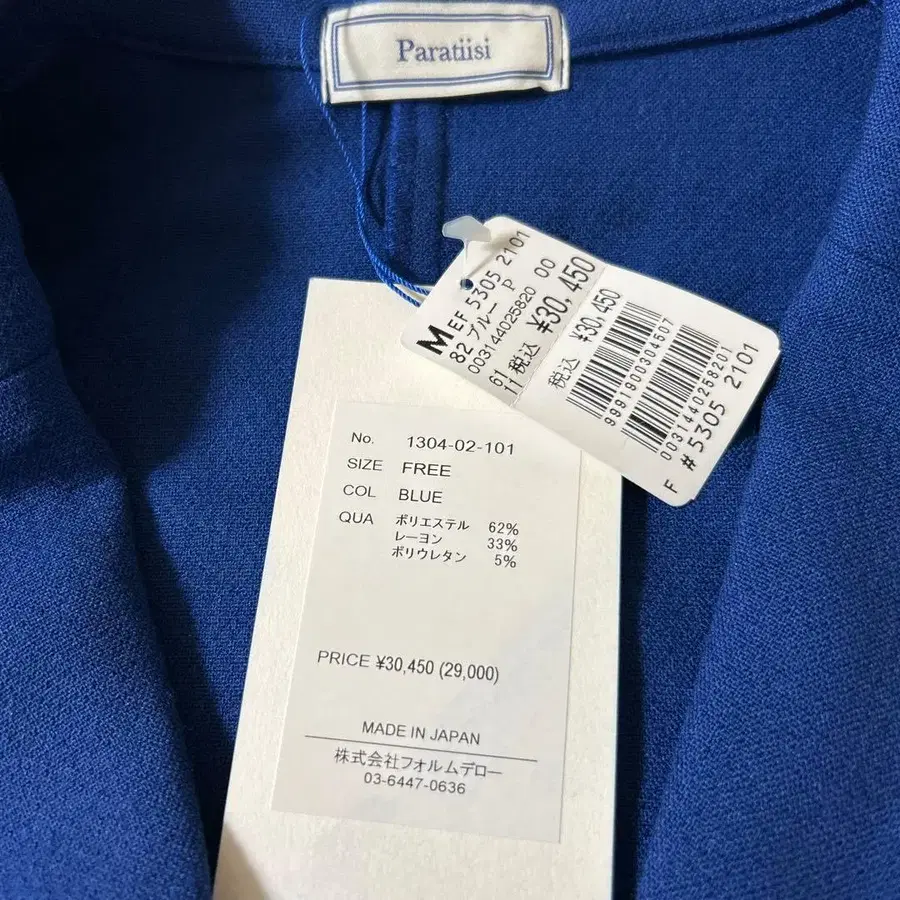 Paratiisi
M EF 5305 2101
82 ブルー P
003144025820 00
61
11 税込 ¥30,450
税込 ¥30,450
9991900304507
0031440258201
F #5305 2101
No. 1304-02-101
SIZE FREE
COL BLUE
QUA ポリエステル 62%
レーヨン 33%
ポリウレタン 5%
PRICE ¥30,450 (29,000)
MADE IN JAPAN
株式会社フォルムデロー
03-6447-0636